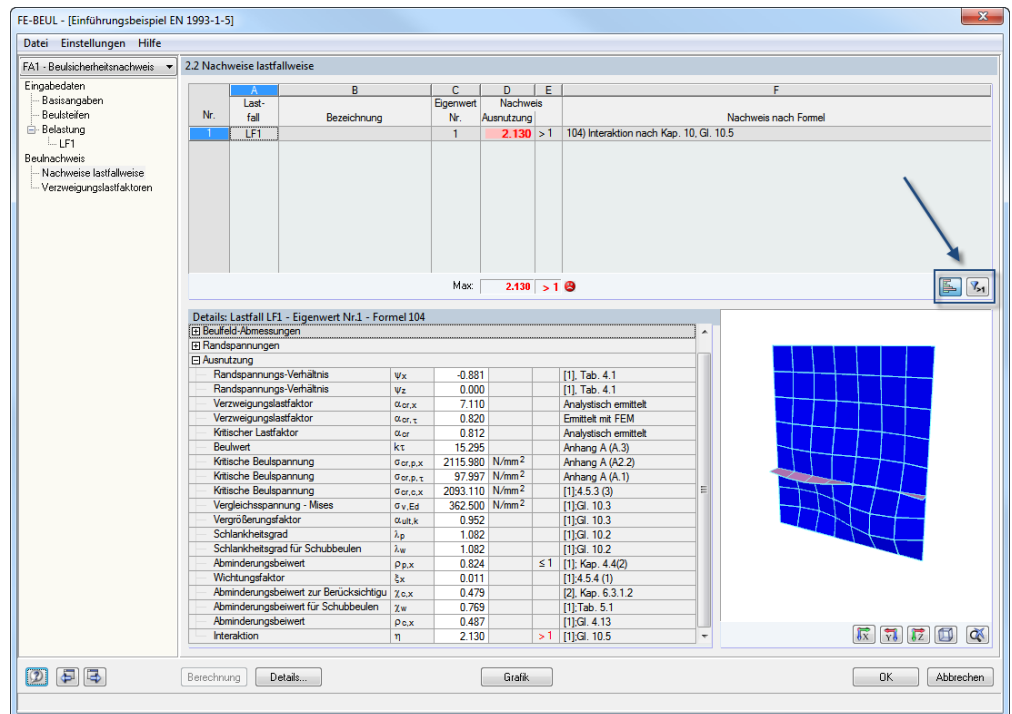 FE-BEUL - [Einführungsbeispiel EN 1993-1-5]
Datei Einstellungen Hilfe
FA1 - Beulsicherheitsnachweis
Eingabedaten
Basisangaben
Beulsteifen
Belastung
LF1
Beulnachweis
Nachweise lastfallweise
Verzweigungslastfaktoren
2.2 Nachweise lastfallweise
A B C D E F
Last- Eigenwert Nachweis
Nr. fall Bezeichnung Nr. Ausnutzung Nachweis nach Formel
1 LF1 1 2.130 > 1 104) Interaktion nach Kap. 10, Gl. 10.5
Max: 2.130 > 1
>1
Details: Lastfall LF1 - Eigenwert Nr.1 - Formel 104
Beulfeld-Abmessungen
Randspannungen
Ausnutzung
Randspannungs-Verhältnis ψx -0.881 [1], Tab. 4.1
Randspannungs-Verhältnis ψz 0.000 [1], Tab. 4.1
Verzweigungslastfaktor αcr,x 7.110 Analystisch ermittelt
Verzweigungslastfaktor αcr,τ 0.820 Ermittelt mit FEM
Kritischer Lastfaktor αcr 0.812 Analystisch ermittelt
Beulwert kτ 15.295 Anhang A (A.3)
Kritische Beulspannung σcr,p,x 2115.980 N/mm2 Anhang A (A2.2)
Kritische Beulspannung σcr,p,τ 97.997 N/mm2 Anhang A (A.1)
Kritische Beulspannung σcr,c,x 2093.110 N/mm2 [1];4.5.3 (3)
Vergleichsspannung - Mises σv,Ed 362.500 N/mm2 [1];Gl. 10.3
Vergrößerungsfaktor αult,k 0.952 [1];Gl. 10.3
Schlankheitsgrad λp 1.082 [1];Gl. 10.2
Schlankheitsgrad für Schubbeulen λw 1.082 [1];Gl. 10.2
Abminderungsbeiwert ρp,x 0.824 ≤ 1 [1]; Kap. 4.4(2)
Wichtungsfaktor ξx 0.011 [1];4.5.4 (1)
Abminderungsbeiwert zur Berücksichtigu χc,x 0.479 [2], Kap. 6.3.1.2
Abminderungsbeiwert für Schubbeulen χw 0.769 [1];Tab. 5.1
Abminderungsbeiwert ρc,x 0.487 [1];Gl. 4.13
Interaktion η 2.130 > 1 [1];Gl. 10.5
X Y Z
Berechnung Details... Grafik OK Abbrechen